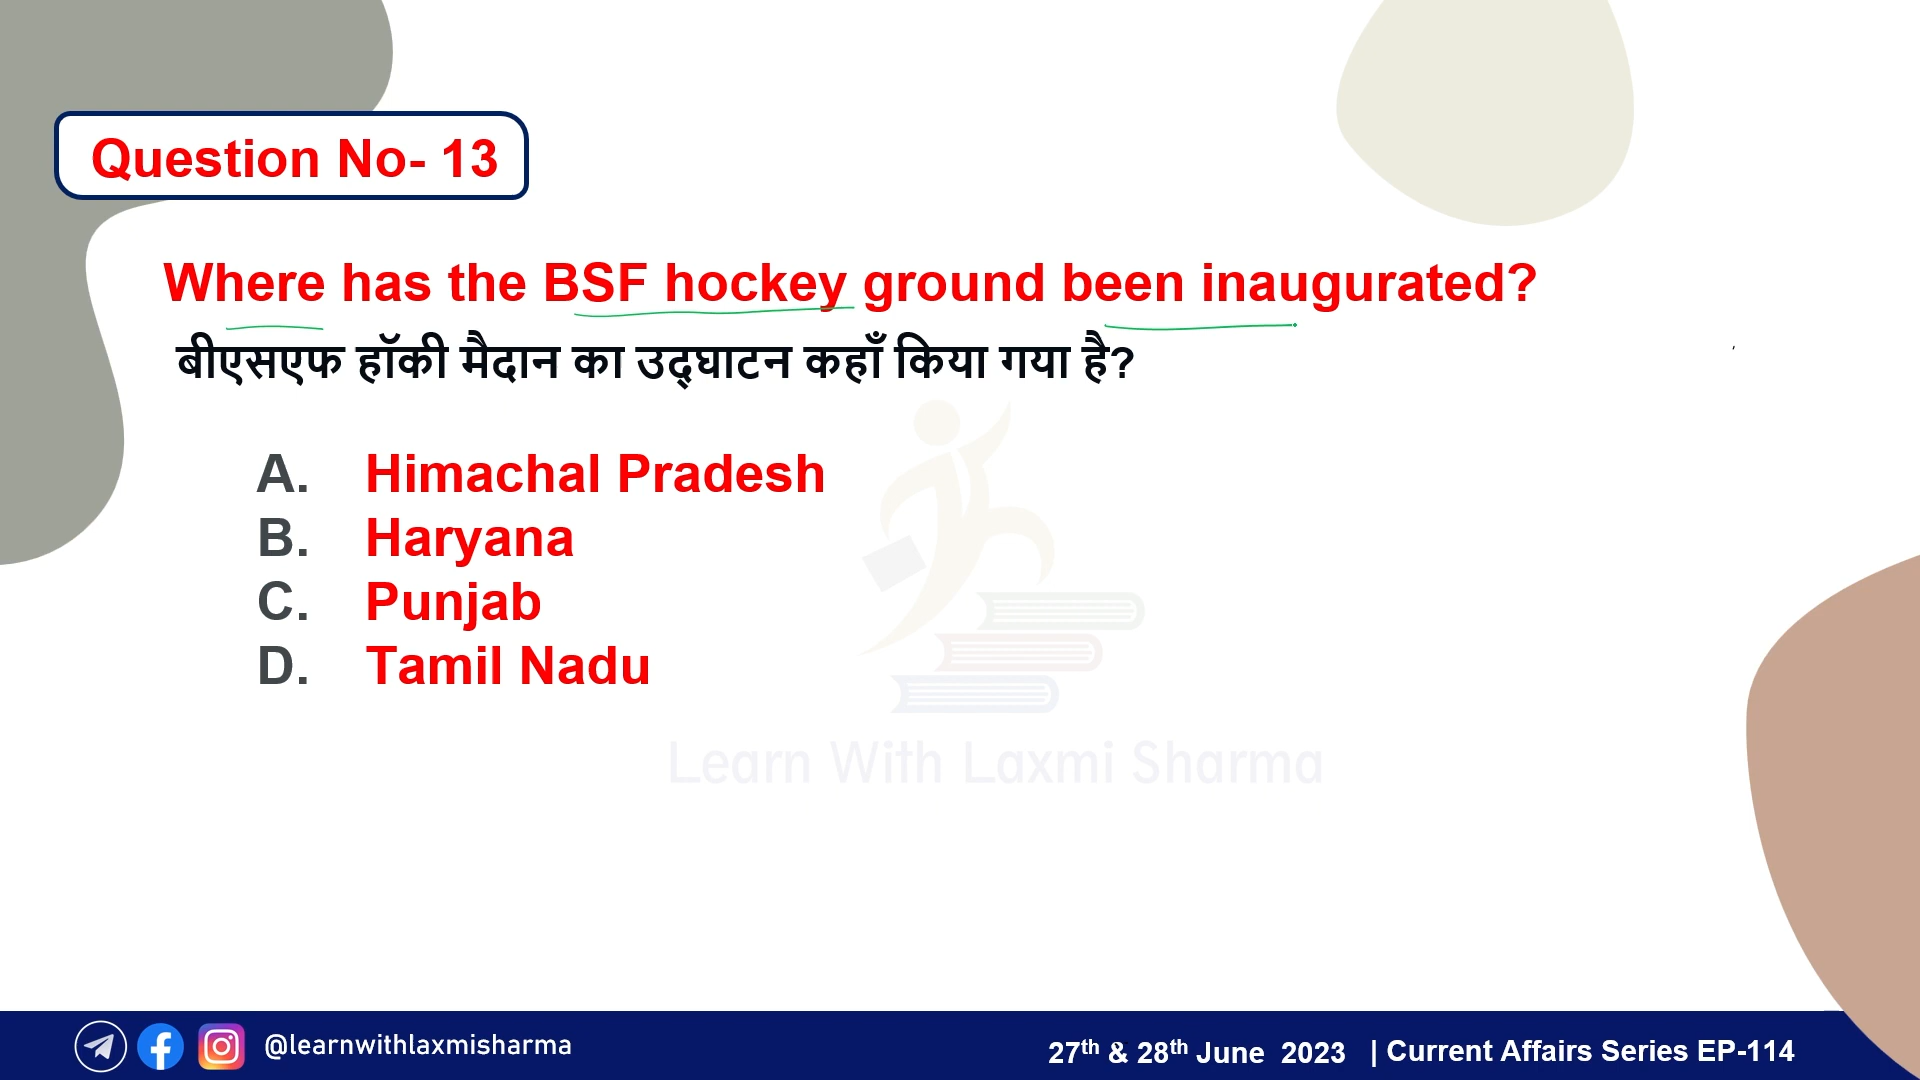 Question No- 13
Where has the BSF hockey ground been inaugurated?
बीएसएफ हॉकी मैदान का उद्घाटन कहाँ किया गया है?
A. Himachal Pradesh
B. Haryana
C. Punjab
D. Tamil Nadu
Learn With Laxmi Sharma
@learnwithlaxmisharma
27th & 28th June 2023 | Current Affairs Series EP-114